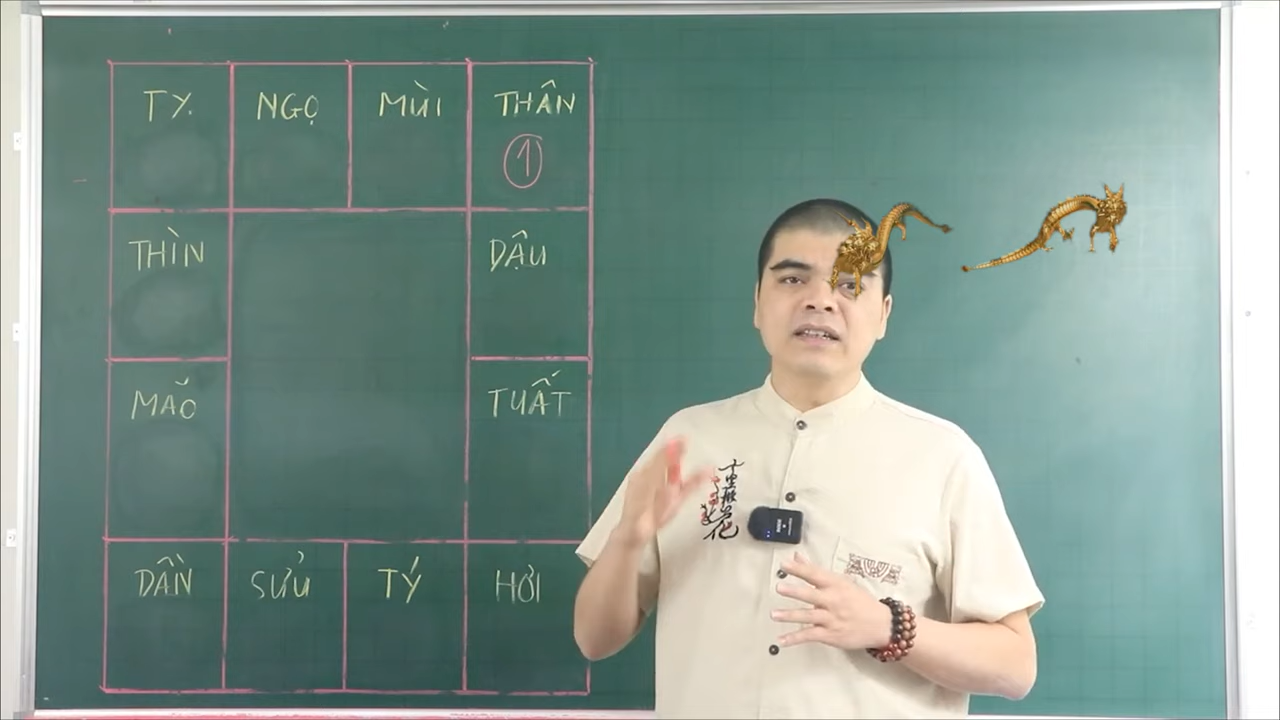 TỴ NGỌ MÙI THÂN
①
THÌN DẬU
MÃO TUẤT
DẦN SỬU TÝ HỢI